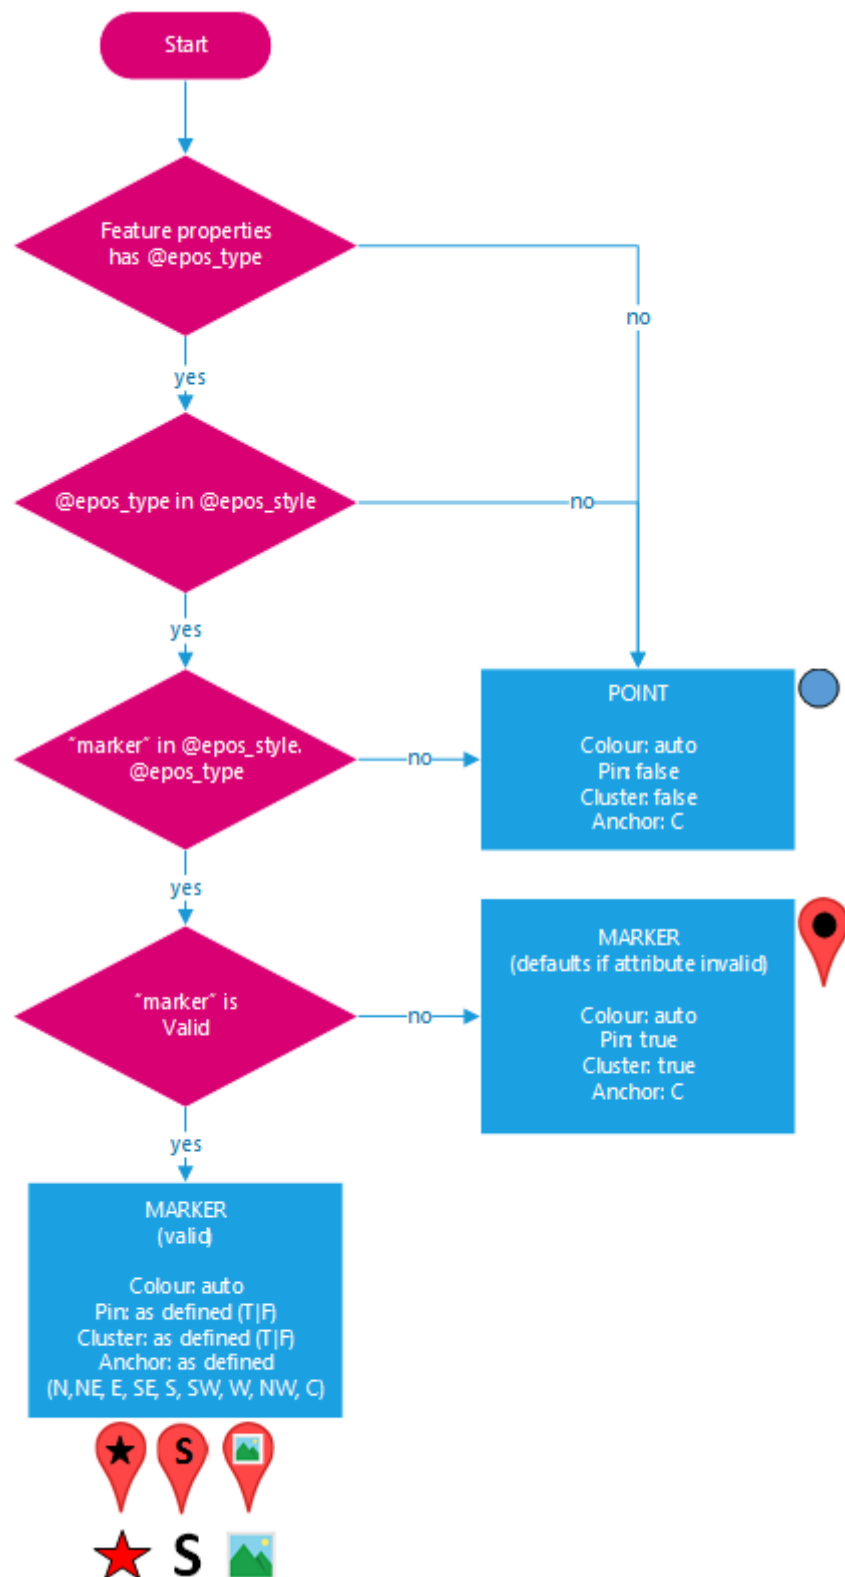 Start
Feature properties
has @epos_type
no
yes
@epos_type in @epos_style
no
yes
"marker" in @epos_style.
@epos_type
no
POINT
Colour: auto
Pin: false
Cluster: false
Anchor: C
yes
"marker" is
Valid
no
MARKER
(defaults if attribute invalid)
Colour: auto
Pin: true
Cluster: true
Anchor: C
yes
MARKER
(valid)
Colour: auto
Pin: as defined (T|F)
Cluster: as defined (T|F)
Anchor: as defined
(N,NE, E, SE, S, SW, W, NW, C)
S
S